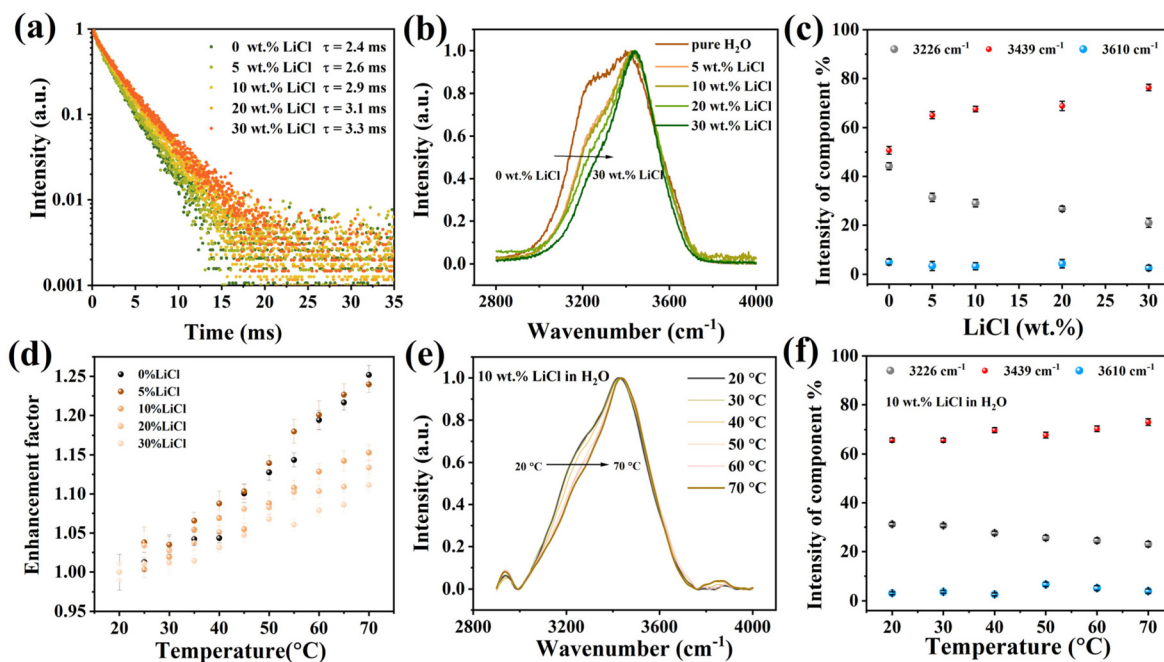 (a)
Intensity (a.u.)
1
0.1
0.01
0.001
0 wt.% LiCl τ = 2.4 ms
5 wt.% LiCl τ = 2.6 ms
10 wt.% LiCl τ = 2.9 ms
20 wt.% LiCl τ = 3.1 ms
30 wt.% LiCl τ = 3.3 ms
0 5 10 15 20 25 30 35
Time (ms)
(b)
Intensity (a.u.)
1.0
0.8
0.6
0.4
0.2
0.0
pure H₂O
5 wt.% LiCl
10 wt.% LiCl
20 wt.% LiCl
30 wt.% LiCl
0 wt.% LiCl 30 wt.% LiCl
2800 3200 3600 4000
Wavenumber (cm⁻¹)
(c)
Intensity of component %
100
80
60
40
20
0
3226 cm⁻¹ 3439 cm⁻¹ 3610 cm⁻¹
0 5 10 15 20 25 30
LiCl (wt.%)
(d)
Enhancement factor
1.25
1.20
1.15
1.10
1.05
1.00
0.95
0%LiCl
5%LiCl
10%LiCl
20%LiCl
30%LiCl
20 30 40 50 60 70
Temperature(°C)
(e)
Intensity (a.u.)
1.0
0.8
0.6
0.4
0.2
0.0
10 wt.% LiCl in H₂O
20 °C
30 °C
40 °C
50 °C
60 °C
70 °C
20 °C 70 °C
2800 3200 3600 4000
Wavenumber (cm⁻¹)
(f)
Intensity of component %
100
80
60
40
20
0
3226 cm⁻¹ 3439 cm⁻¹ 3610 cm⁻¹
10 wt.% LiCl in H₂O
20 30 40 50 60 70
Temperature (°C)